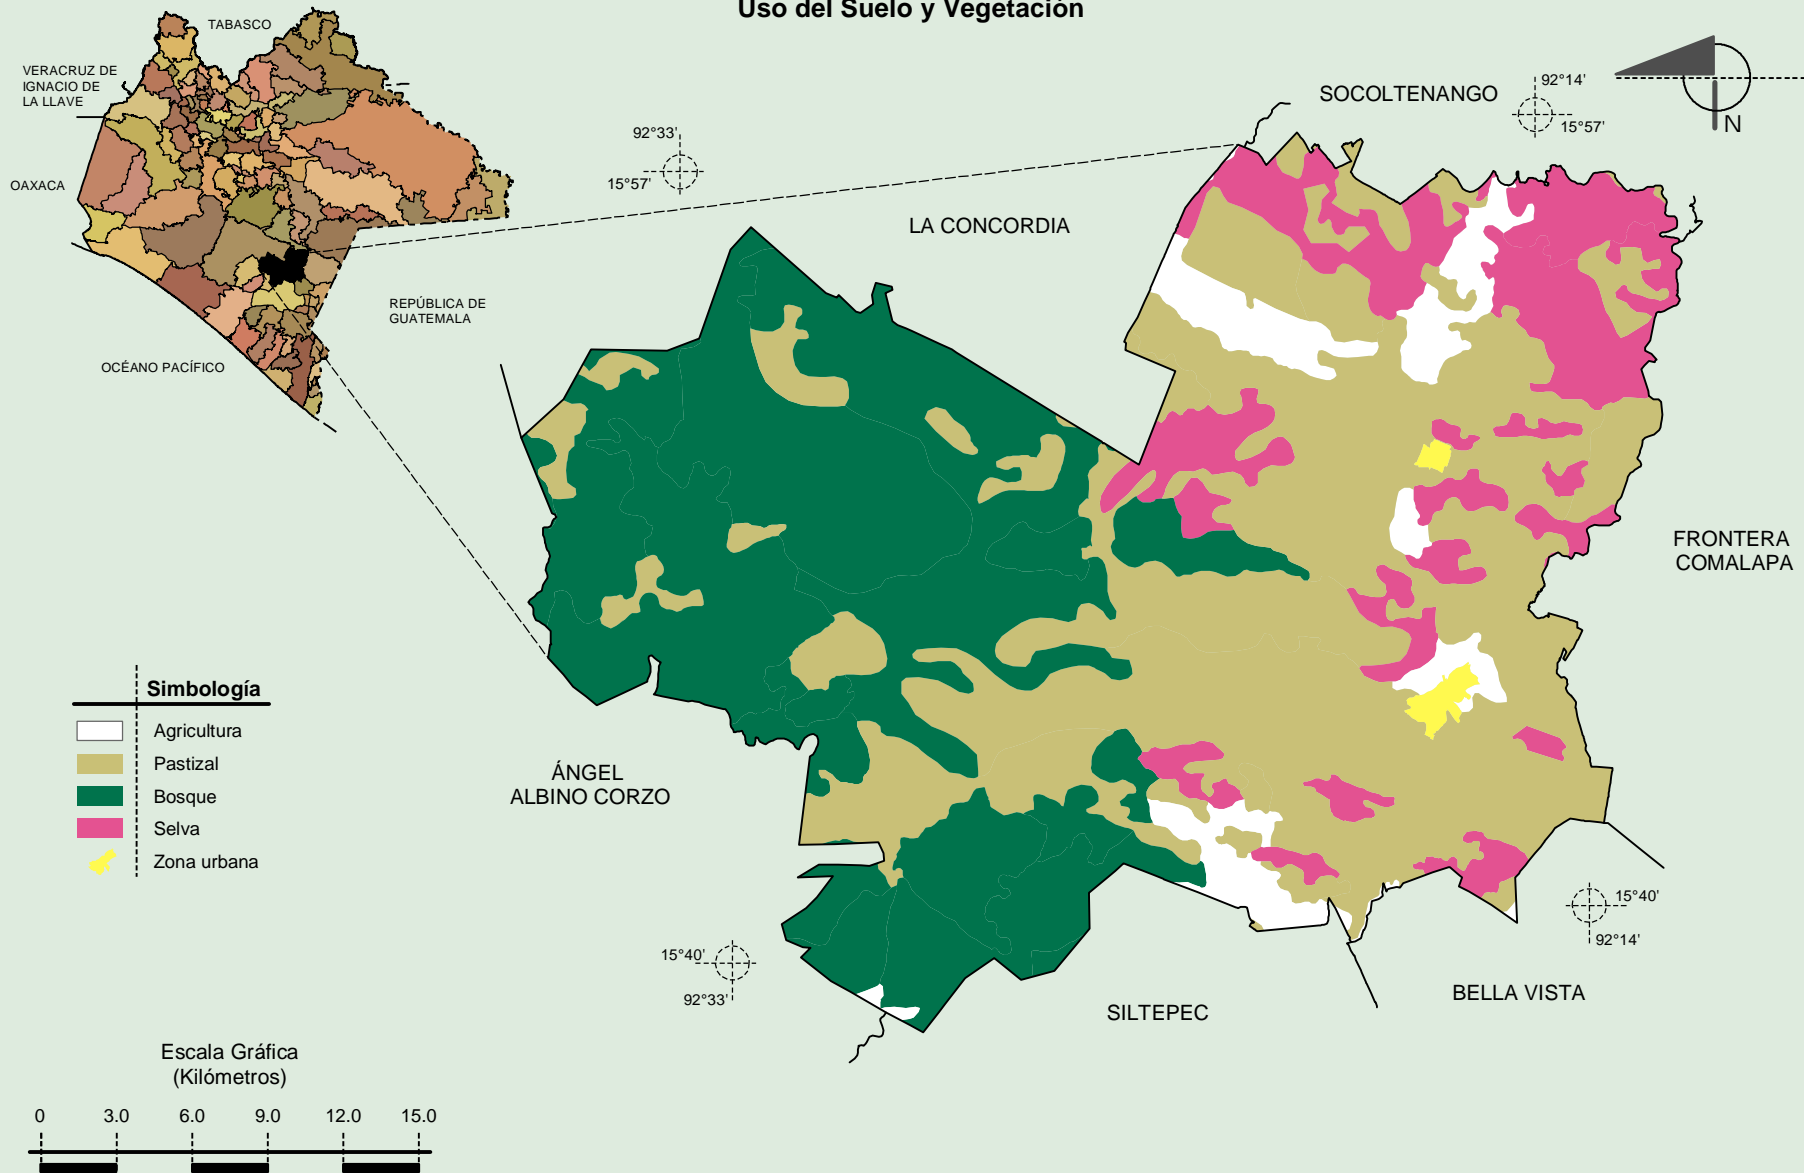 Uso del Suelo y Vegetación
TABASCO
VERACRUZ DE
IGNACIO DE
LA LLAVE
OAXACA
OCÉANO PACÍFICO
REPÚBLICA DE
GUATEMALA
92°33'
15°57'
92°14'
15°57'
N
SOCOLTENANGO
LA CONCORDIA
FRONTERA
COMALAPA
ÁNGEL
ALBINO CORZO
SILTEPEC
BELLA VISTA
15°40'
92°33'
15°40'
92°14'
Simbología
Agricultura
Pastizal
Bosque
Selva
Zona urbana
Escala Gráfica
(Kilómetros)
0 3.0 6.0 9.0 12.0 15.0